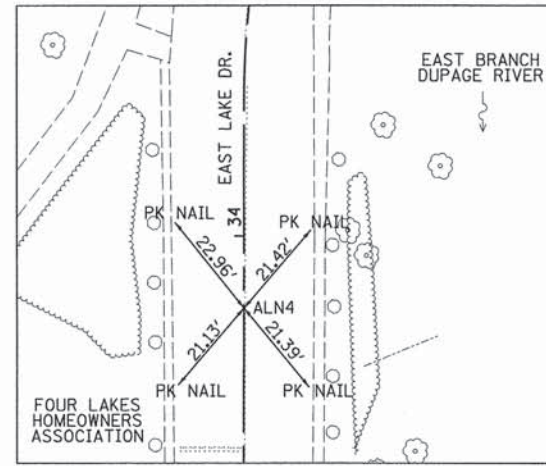 EAST LAKE DR.
EAST BRANCH
DUPAGE RIVER
PK NAIL
PK NAIL
34
22.96'
21.42'
ALN4
21.13'
21.39'
PK NAIL
PK NAIL
FOUR LAKES
HOMEOWNERS
ASSOCIATION